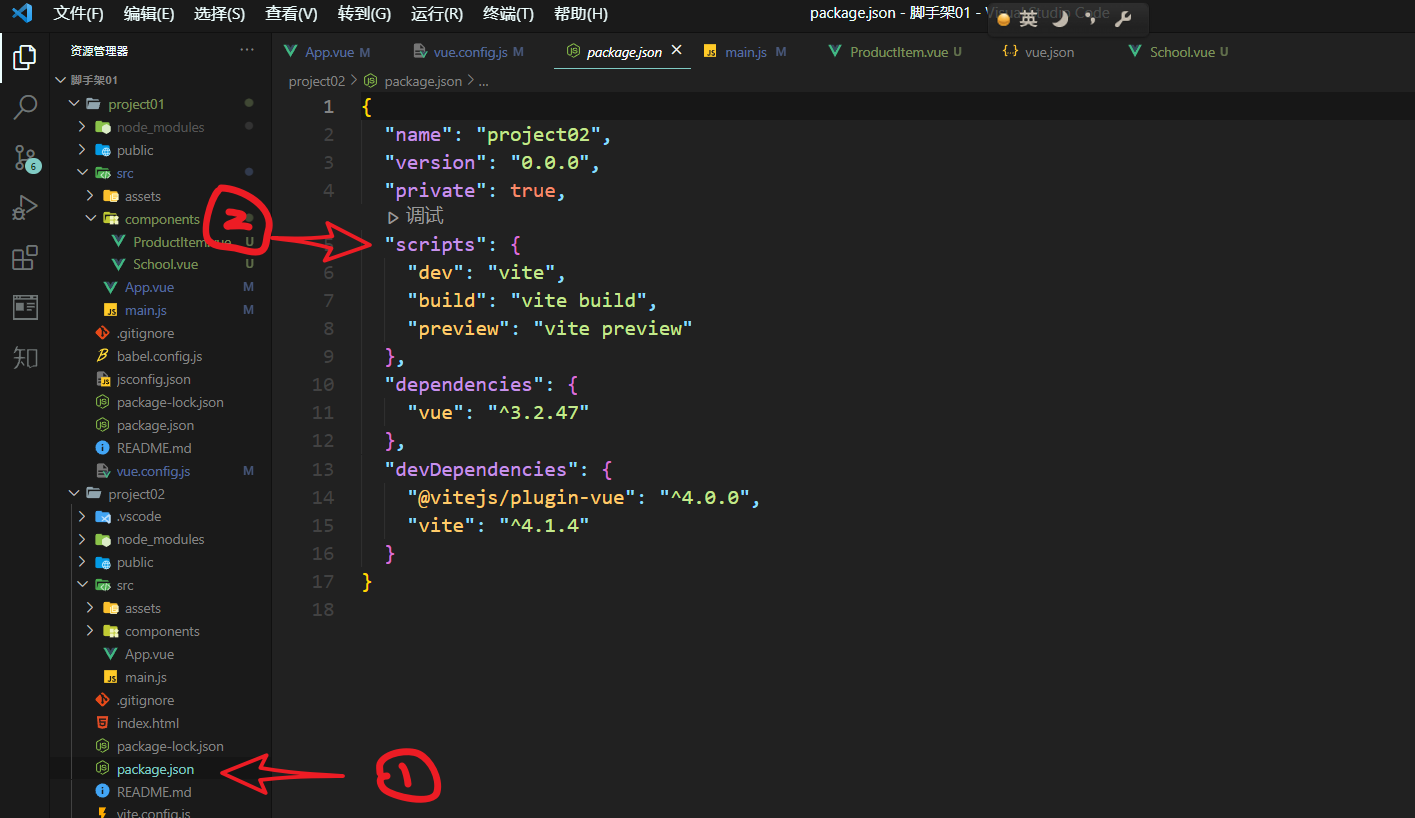 文件(F) 编辑(E) 选择(S) 查看(V) 转到(G) 运行(R) 终端(T) 帮助(H) package.json - 脚手架01 - Visual Studio Code
英
资源管理器 ···
App.vue M vue.config.js M package.json main.js M ProductItem.vue U vue.json School.vue U
project02 > package.json > ...
脚手架01
project01
node_modules
public
src
assets
components
ProductItem.vue U
School.vue U
App.vue M
main.js M
.gitignore
babel.config.js
jsconfig.json
package-lock.json
package.json
README.md
vue.config.js M
project02
.vscode
node_modules
public
src
assets
components
App.vue
main.js
.gitignore
index.html
package-lock.json
package.json
README.md
vite.config.js
6
知
1 {
2 "name": "project02",
3 "version": "0.0.0",
4 "private": true,
调试
5 "scripts": {
6 "dev": "vite",
7 "build": "vite build",
8 "preview": "vite preview"
9 },
10 "dependencies": {
11 "vue": "^3.2.47"
12 },
13 "devDependencies": {
14 "@vitejs/plugin-vue": "^4.0.0",
15 "vite": "^4.1.4"
16 }
17 }
18
2
1